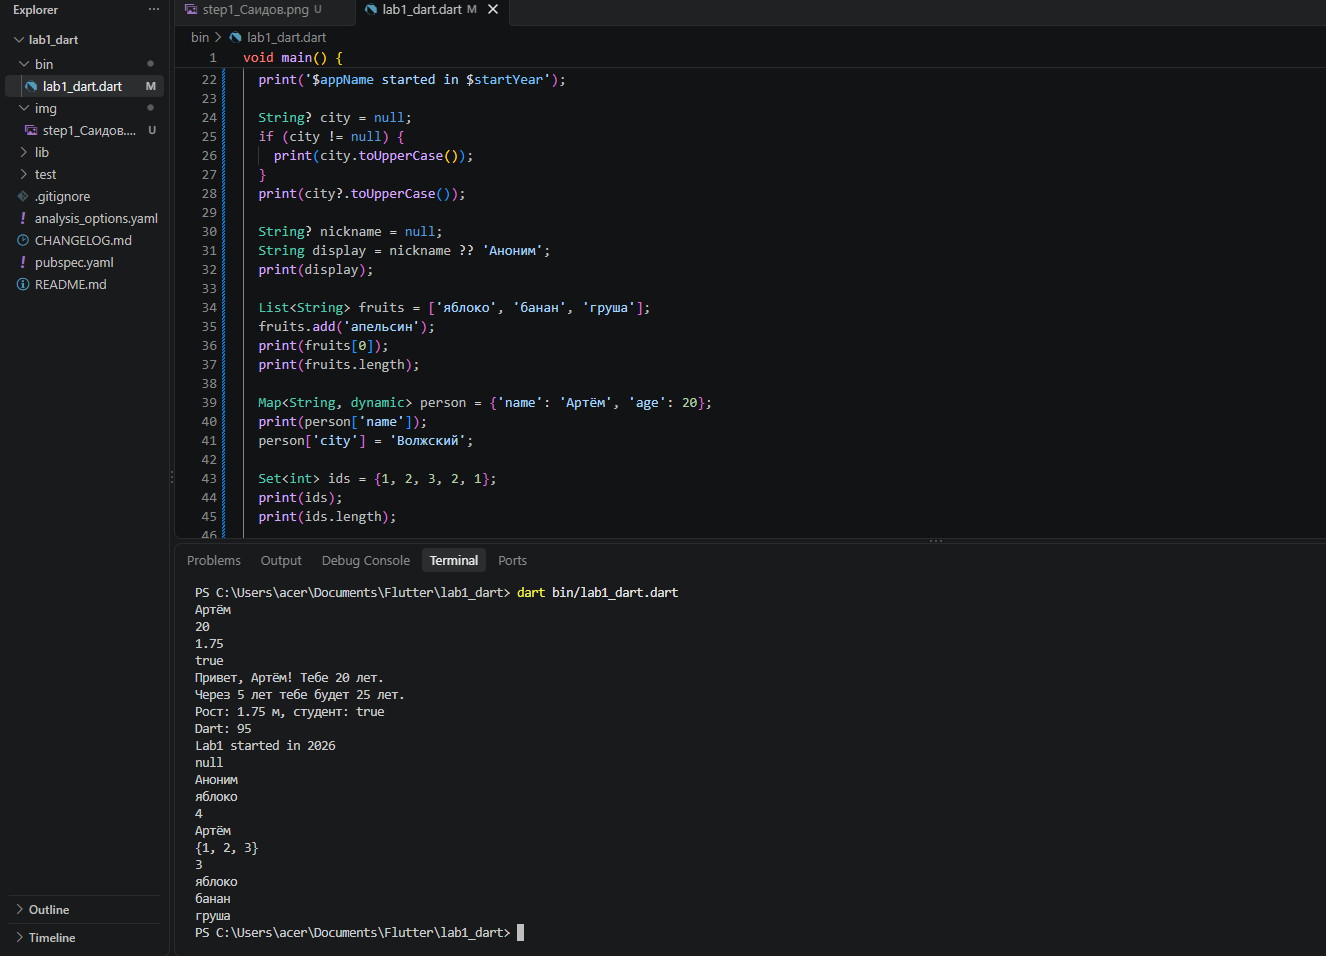 Explorer
lab1_dart
bin
lab1_dart.dart M
img
step1_Саидов.... U
lib
test
.gitignore
analysis_options.yaml
CHANGELOG.md
pubspec.yaml
README.md
Outline
Timeline
step1_Саидов.png U
lab1_dart.dart M
bin > lab1_dart.dart
1 void main() {
22 print('$appName started in $startYear');
23
24 String? city = null;
25 if (city != null) {
26 print(city.toUpperCase());
27 }
28 print(city?.toUpperCase());
29
30 String? nickname = null;
31 String display = nickname ?? 'Аноним';
32 print(display);
33
34 List<String> fruits = ['яблоко', 'банан', 'груша'];
35 fruits.add('апельсин');
36 print(fruits[0]);
37 print(fruits.length);
38
39 Map<String, dynamic> person = {'name': 'Артём', 'age': 20};
40 print(person['name']);
41 person['city'] = 'Волжский';
42
43 Set<int> ids = {1, 2, 3, 2, 1};
44 print(ids);
45 print(ids.length);
46
Problems Output Debug Console Terminal Ports
PS C:\Users\acer\Documents\Flutter\lab1_dart> dart bin/lab1_dart.dart
Артём
20
1.75
true
Привет, Артём! Тебе 20 лет.
Через 5 лет тебе будет 25 лет.
Рост: 1.75 м, студент: true
Dart: 95
Lab1 started in 2026
null
Аноним
яблоко
4
Артём
{1, 2, 3}
3
яблоко
банан
груша
PS C:\Users\acer\Documents\Flutter\lab1_dart>